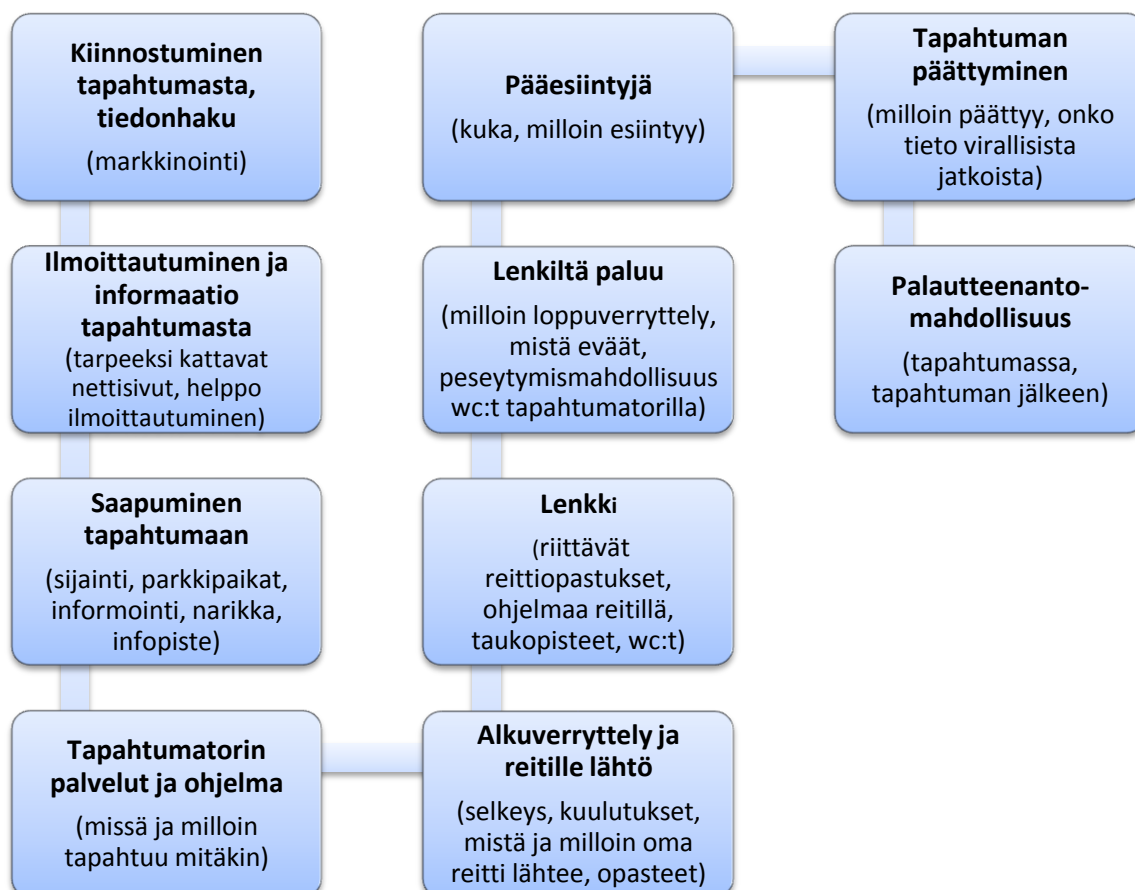 Kiinnostuminen
tapahtumasta,
tiedonhaku
(markkinointi)
Ilmoittautuminen ja
informaatio
tapahtumasta
(tarpeeksi kattavat
nettisivut, helppo
ilmoittautuminen)
Saapuminen
tapahtumaan
(sijainti, parkkipaikat,
informointi, narikka,
infopiste)
Tapahtumatorin
palvelut ja ohjelma
(missä ja milloin
tapahtuu mitäkin)
Alkuverryttely ja
reitille lähtö
(selkeys, kuulutukset,
mistä ja milloin oma
reitti lähtee, opasteet)
Lenkki
(riittävät
reittiopastukset,
ohjelmaa reitillä,
taukopisteet, wc:t)
Lenkiltä paluu
(milloin loppuverryttely,
mistä eväät,
peseytymismahdollisuus
wc:t tapahtumatorilla)
Pääesiintyjä
(kuka, milloin esiintyy)
Tapahtuman
päättyminen
(milloin päättyy, onko
tieto virallisista
jatkoista)
Palautteenanto-
mahdollisuus
(tapahtumassa,
tapahtuman jälkeen)